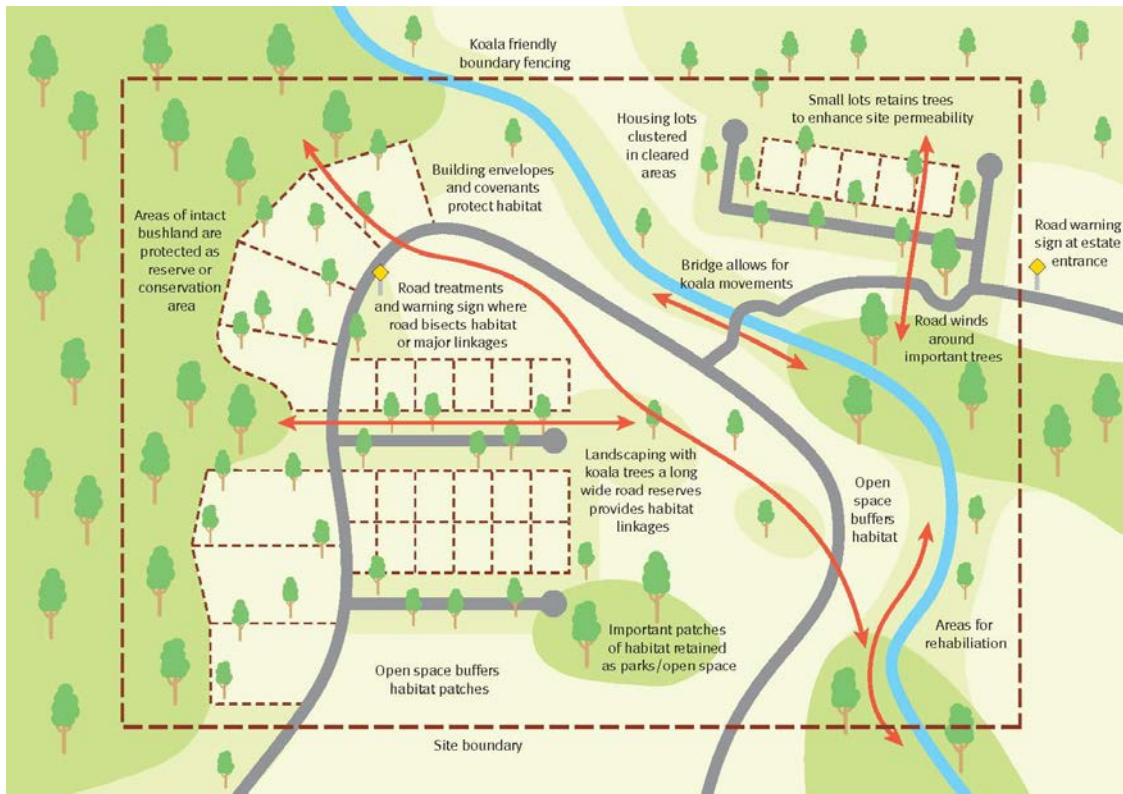 Koala friendly
boundary fencing
Small lots retains trees
to enhance site permeability
Housing lots
clustered
in cleared
areas
Building envelopes
and covenants
protect habitat
Areas of intact
bushland are
protected as
reserve or
conservation
area
Road warning
sign at estate
entrance
Bridge allows for
koala movements
Road treatments
and warning sign where
road bisects habitat
or major linkages
Road winds
around
important trees
Landscaping with
koala trees a long
wide road reserves
provides habitat
linkages
Open
space
buffers
habitat
Important patches
of habitat retained
as parks/open space
Areas for
rehabiliation
Open space buffers
habitat patches
Site boundary